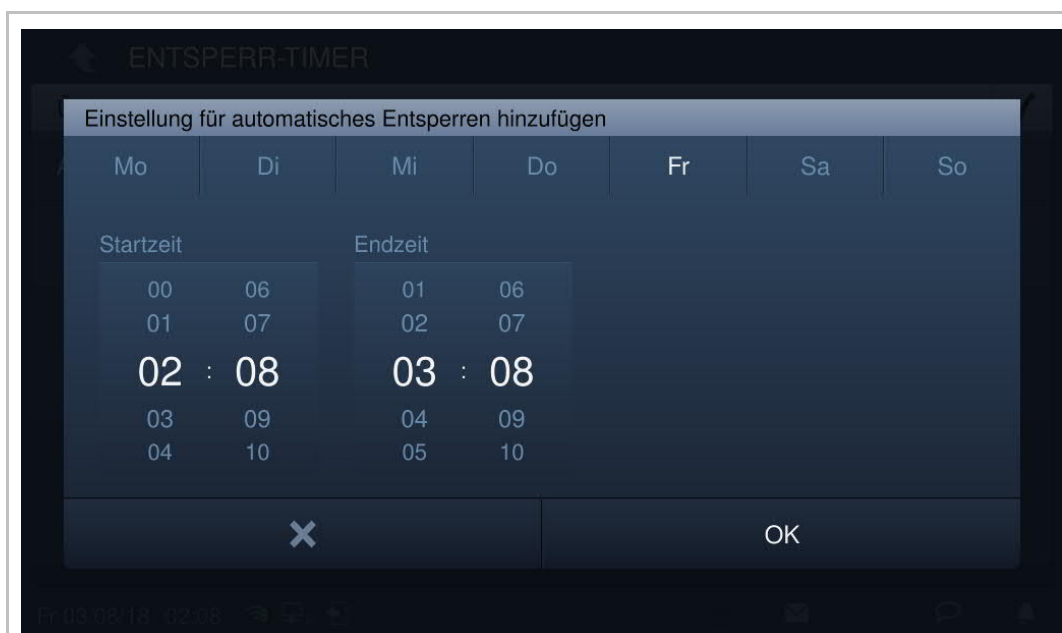 ENTSPERR-TIMER
Einstellung für automatisches Entsperren hinzufügen
Mo Di Mi Do Fr Sa So
Startzeit Endzeit
00 06 01 06
01 07 02 07
02 : 08 03 : 08
03 09 04 09
04 10 05 10
OK
Fr 03/08/18 02:08